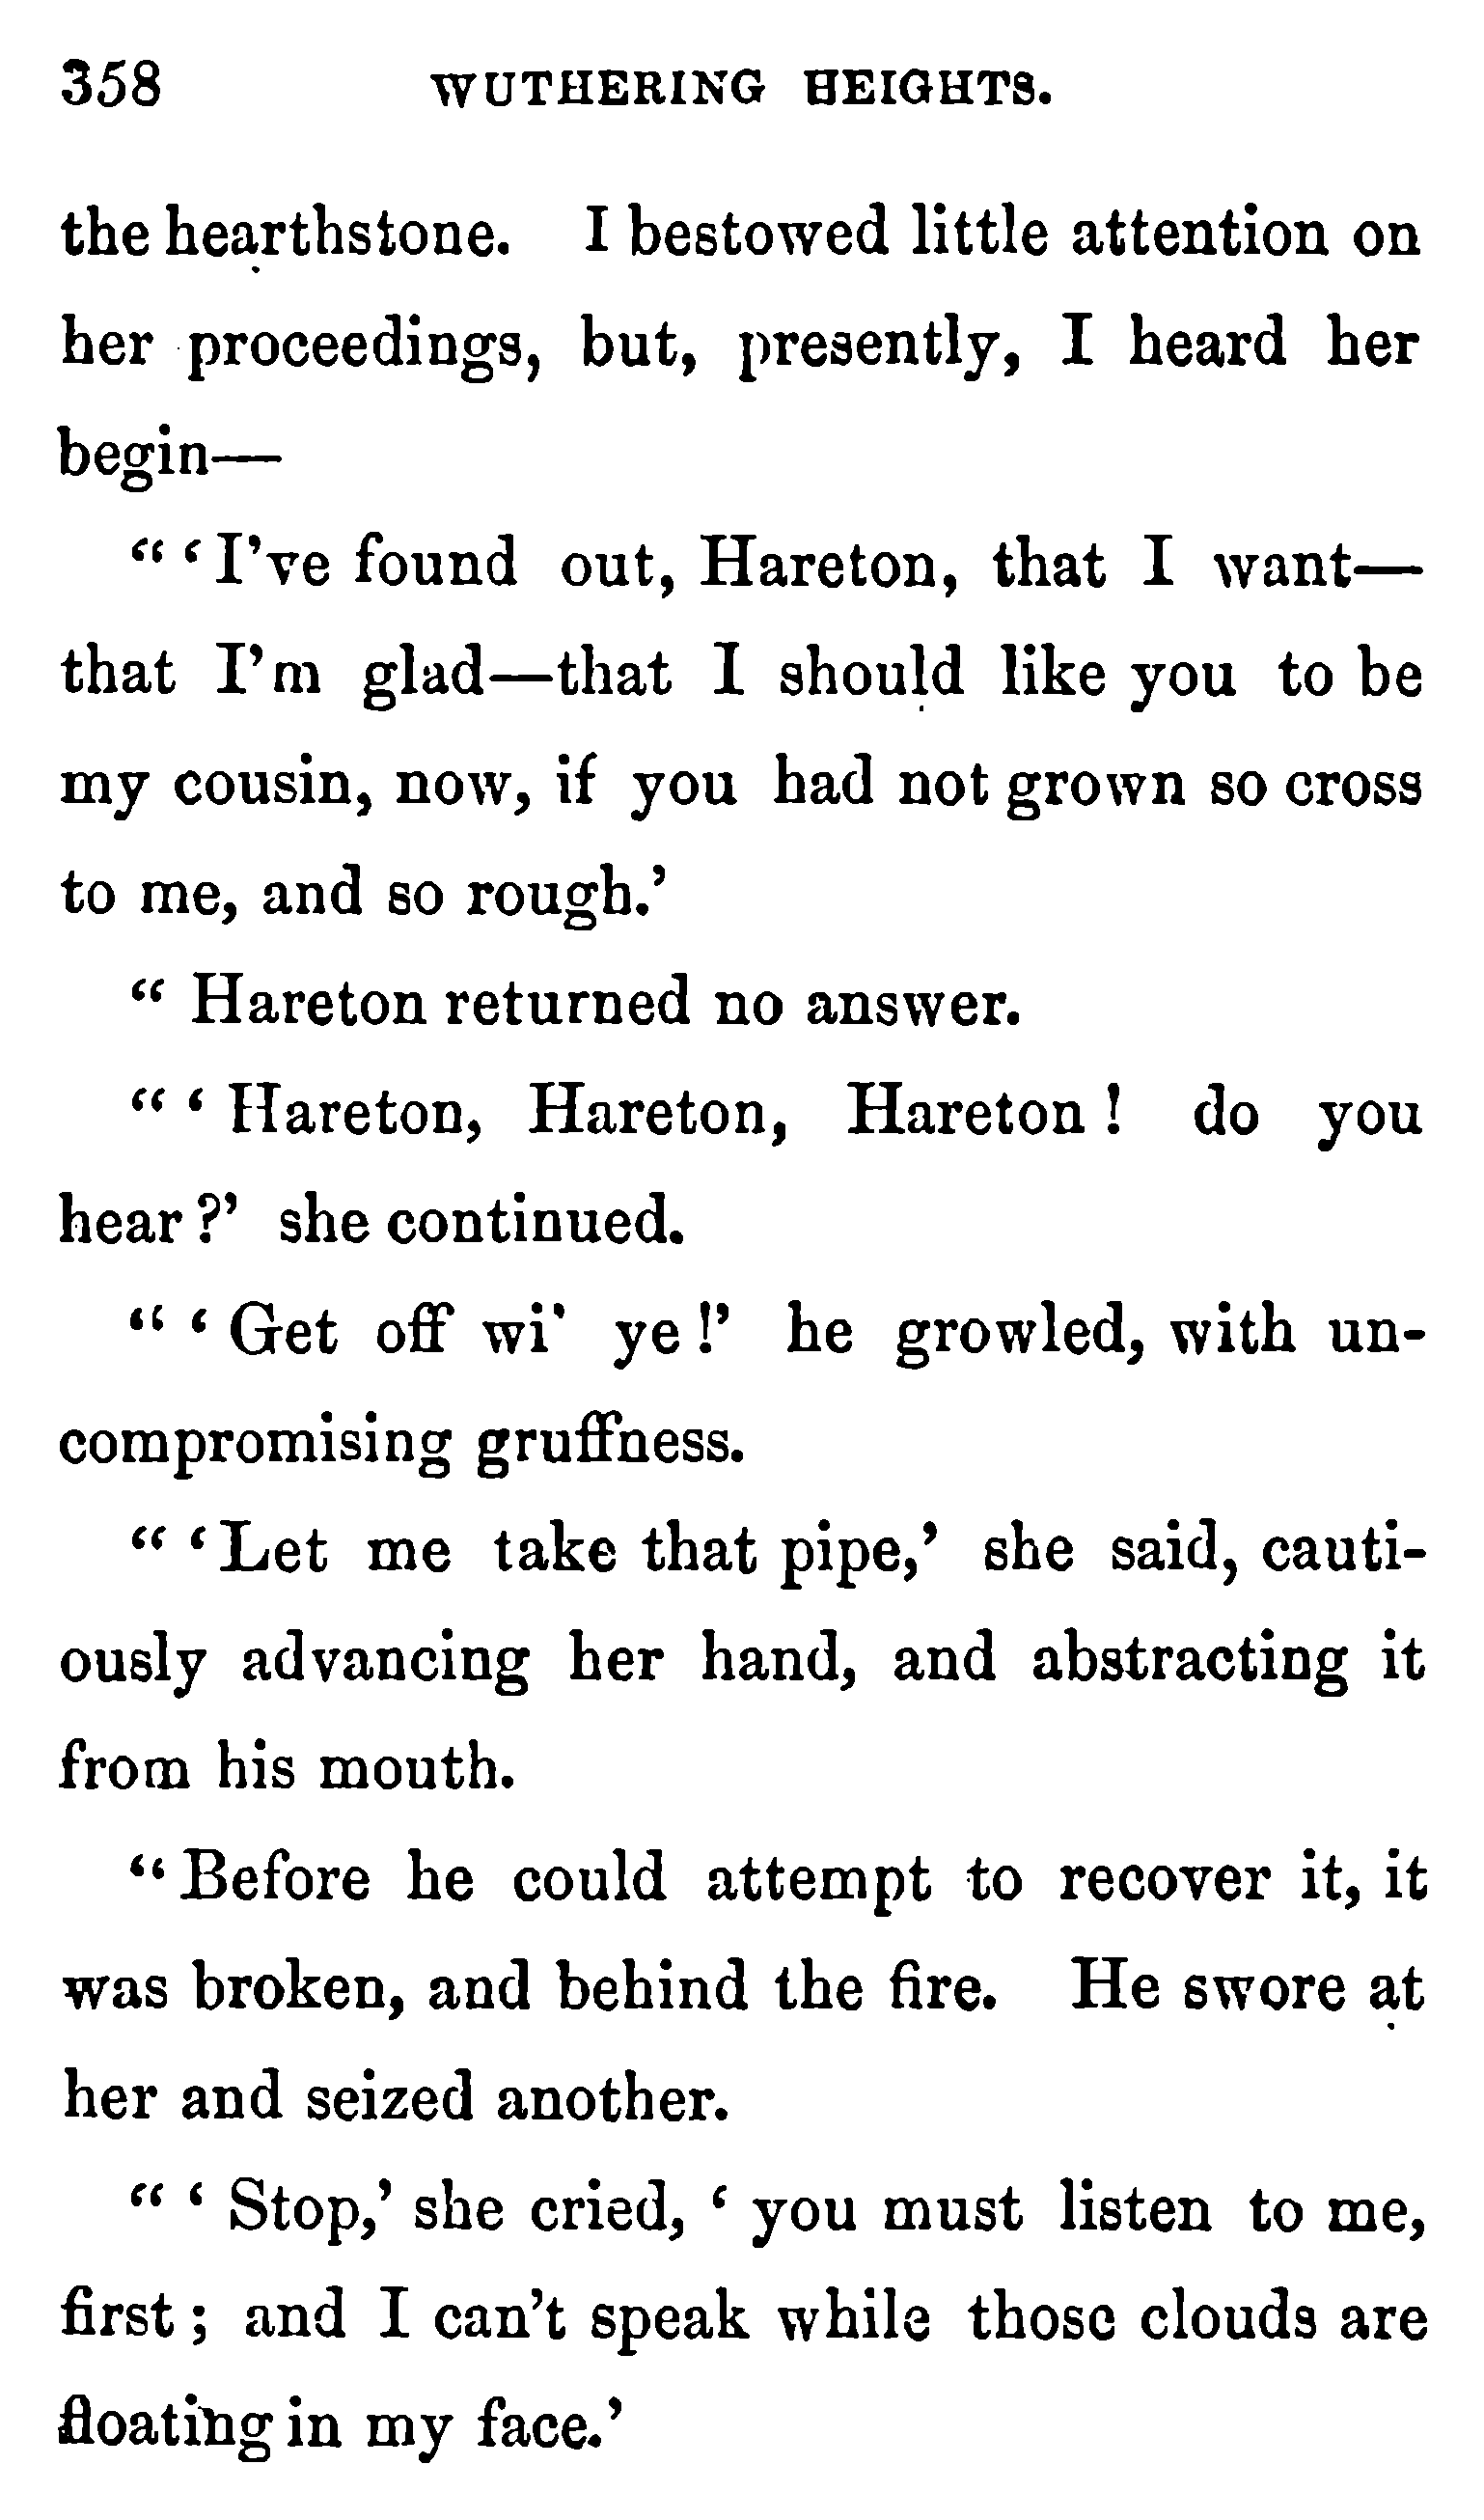 358 WUTHERING HEIGHTS.
the hearthstone. I bestowed little attention on
her proceedings, but, presently, I heard her
begin—
“ ‘I’ve found out, Hareton, that I want—
that I’m glad—that I should like you to be
my cousin, now, if you had not grown so cross
to me, and so rough.’
“ Hareton returned no answer.
“ ‘ Hareton, Hareton, Hareton ! do you
hear ?’ she continued.
“ ‘ Get off wi’ ye !’ he growled, with un-
compromising gruffness.
“ ‘Let me take that pipe,’ she said, cauti-
ously advancing her hand, and abstracting it
from his mouth.
“Before he could attempt to recover it, it
was broken, and behind the fire. He swore at
her and seized another.
“ ‘ Stop,’ she cried, ‘ you must listen to me,
first ; and I can’t speak while those clouds are
floating in my face.’